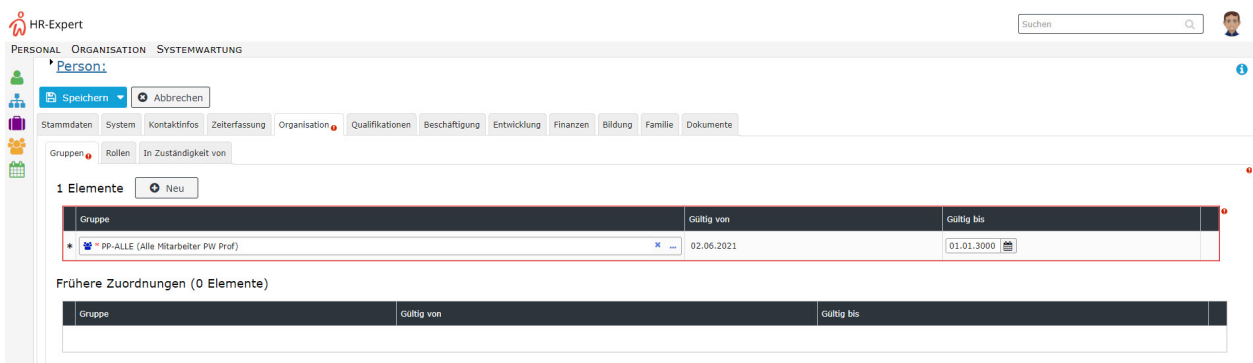 HR-Expert
Suchen
PERSONAL ORGANISATION SYSTEMWARTUNG
Person:
Speichern Abbrechen
Stammdaten System Kontaktinfos Zeiterfassung Organisation Qualifikationen Beschäftigung Entwicklung Finanzen Bildung Familie Dokumente
Gruppen Rollen In Zuständigkeit von
1 Elemente Neu
Gruppe Gültig von Gültig bis
* PP-ALLE (Alle Mitarbeiter PW Prof) ... 02.06.2021 01.01.3000
Frühere Zuordnungen (0 Elemente)
Gruppe Gültig von Gültig bis